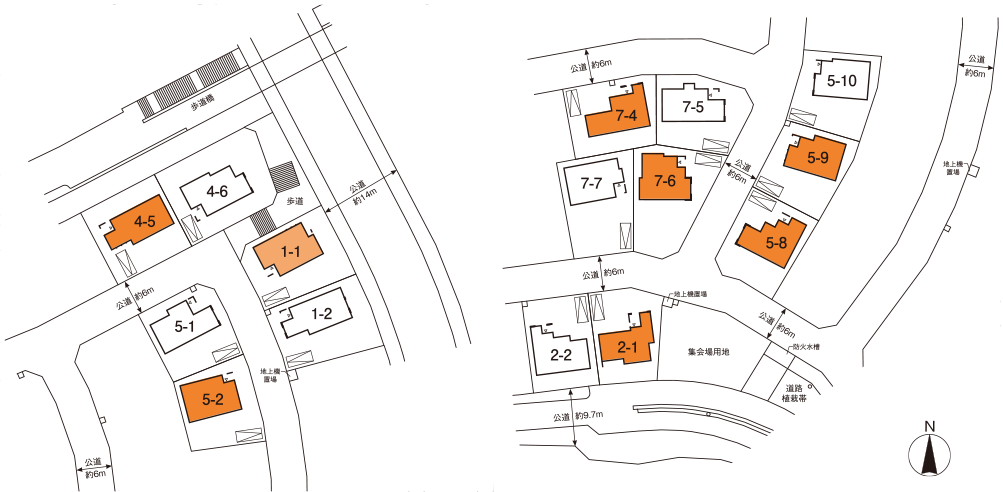 歩道橋
4-6
4-5
歩道
公道
約14m
1-1
公道 約6m
5-1
1-2
地上機
置場
5-2
公道
約6m
公道 約6m
7-4
7-5
5-10
公道
約6m
5-9
地上機
置場
公道
約6m
7-7
7-6
5-8
公道 約6m
地上機置場
公道
約6m
2-2
2-1
集会場用地
防火水槽
道路
植栽帯
公道 約9.7m
N